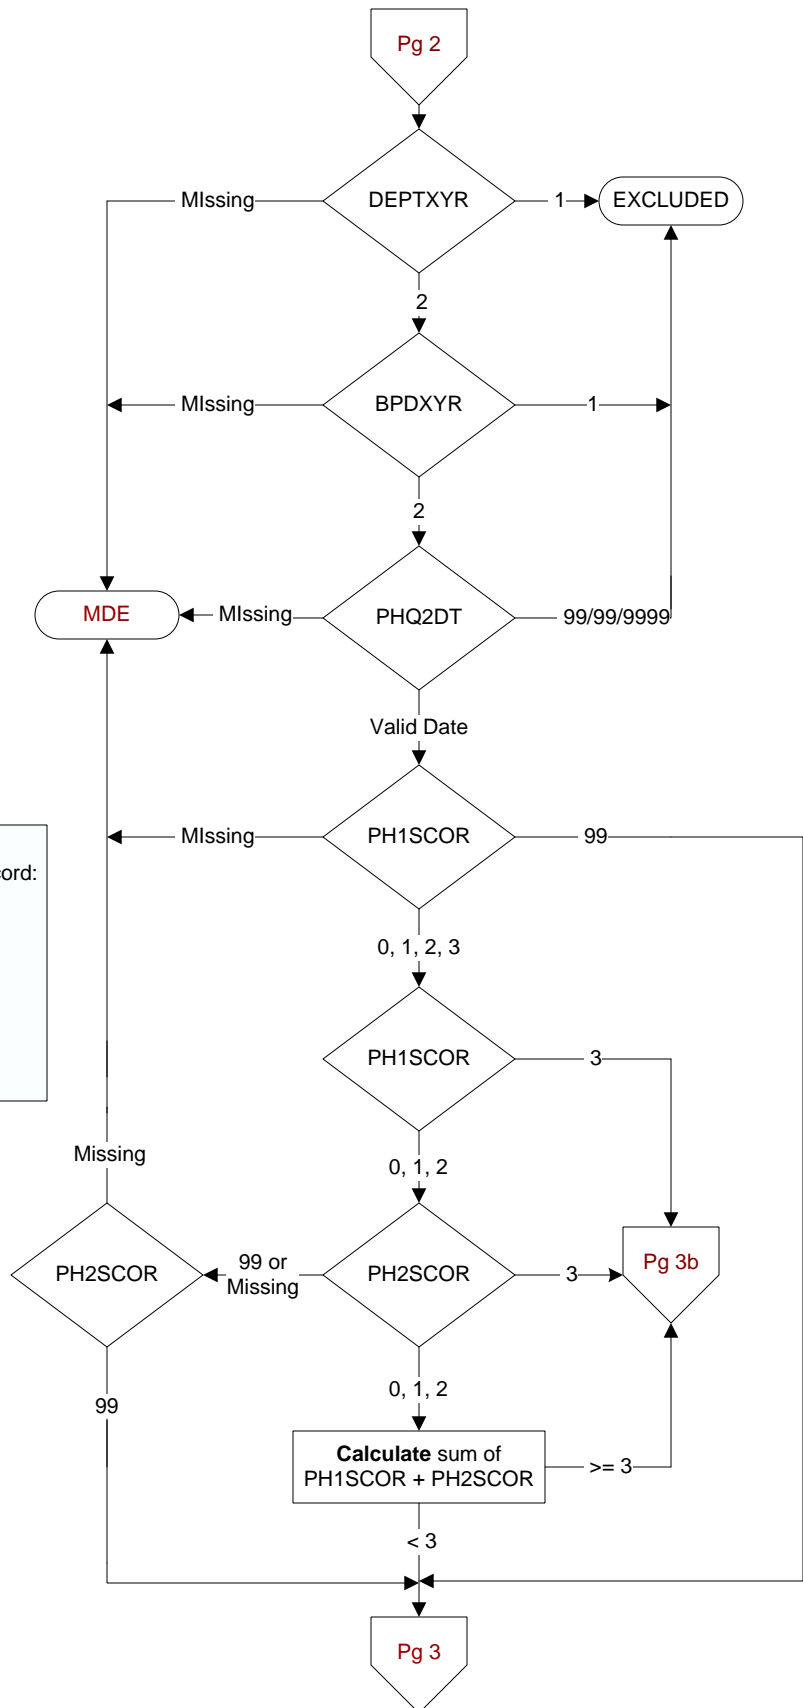 Pg 2
MIssing
DEPTXYR
1
EXCLUDED
2
MIssing
BPDXYR
1
2
MDE
MIssing
PHQ2DT
99/99/9999
Valid Date
MIssing
PH1SCOR
99
cord:
0, 1, 2, 3
PH1SCOR
3
Missing
0, 1, 2
PH2SCOR
99 or
Missing
PH2SCOR
3
Pg 3b
99
0, 1, 2
Calculate sum of
PH1SCOR + PH2SCOR
>= 3
< 3
Pg 3